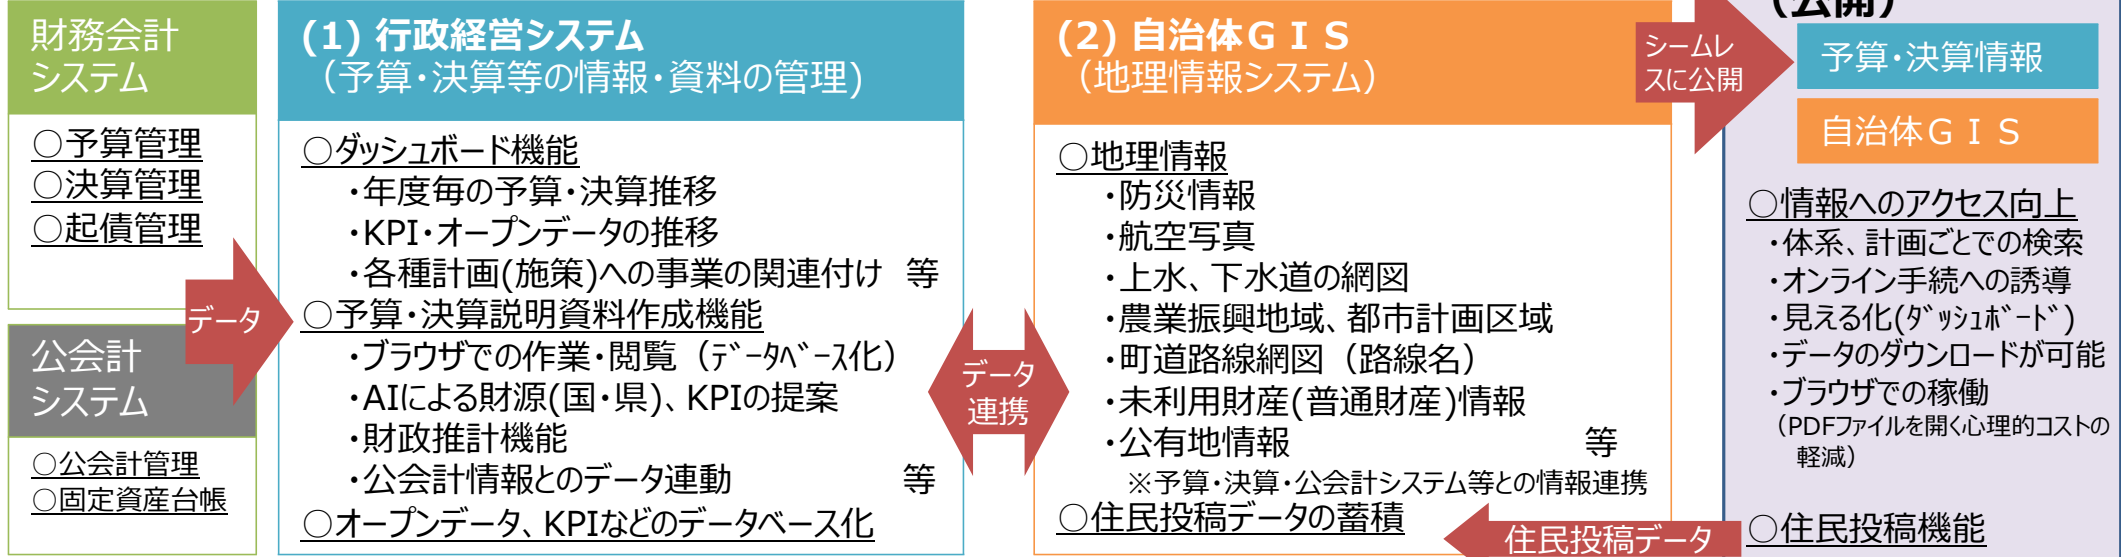 財務会計
システム
○予算管理
○決算管理
○起債管理
公会計
システム
○公会計管理
○固定資産台帳
データ
(1) 行政経営システム
（予算・決算等の情報・資料の管理)
○ダッシュボード機能
・年度毎の予算・決算推移
・KPI・オープンデータの推移
・各種計画(施策)への事業の関連付け 等
○予算・決算説明資料作成機能
・ブラウザでの作業・閲覧（ﾃﾞｰﾀﾍﾞｰｽ化）
・AIによる財源(国・県)、KPIの提案
・財政推計機能
・公会計情報とのデータ連動 等
○オープンデータ、KPIなどのデータベース化
データ
連携
(2) 自治体ＧＩＳ
（地理情報システム）
○地理情報
・防災情報
・航空写真
・上水、下水道の網図
・農業振興地域、都市計画区域
・町道路線網図（路線名）
・未利用財産(普通財産)情報
・公有地情報 等
※予算・決算・公会計システム等との情報連携
○住民投稿データの蓄積
シームレ
スに公開
住民投稿データ
（公開）
予算・決算情報
自治体ＧＩＳ
○情報へのアクセス向上
・体系、計画ごとでの検索
・オンライン手続への誘導
・見える化(ﾀﾞｯｼｭﾎﾞｰﾄﾞ)
・データのダウンロードが可能
・ブラウザでの稼働
（PDFファイルを開く心理的コストの
軽減）
○住民投稿機能